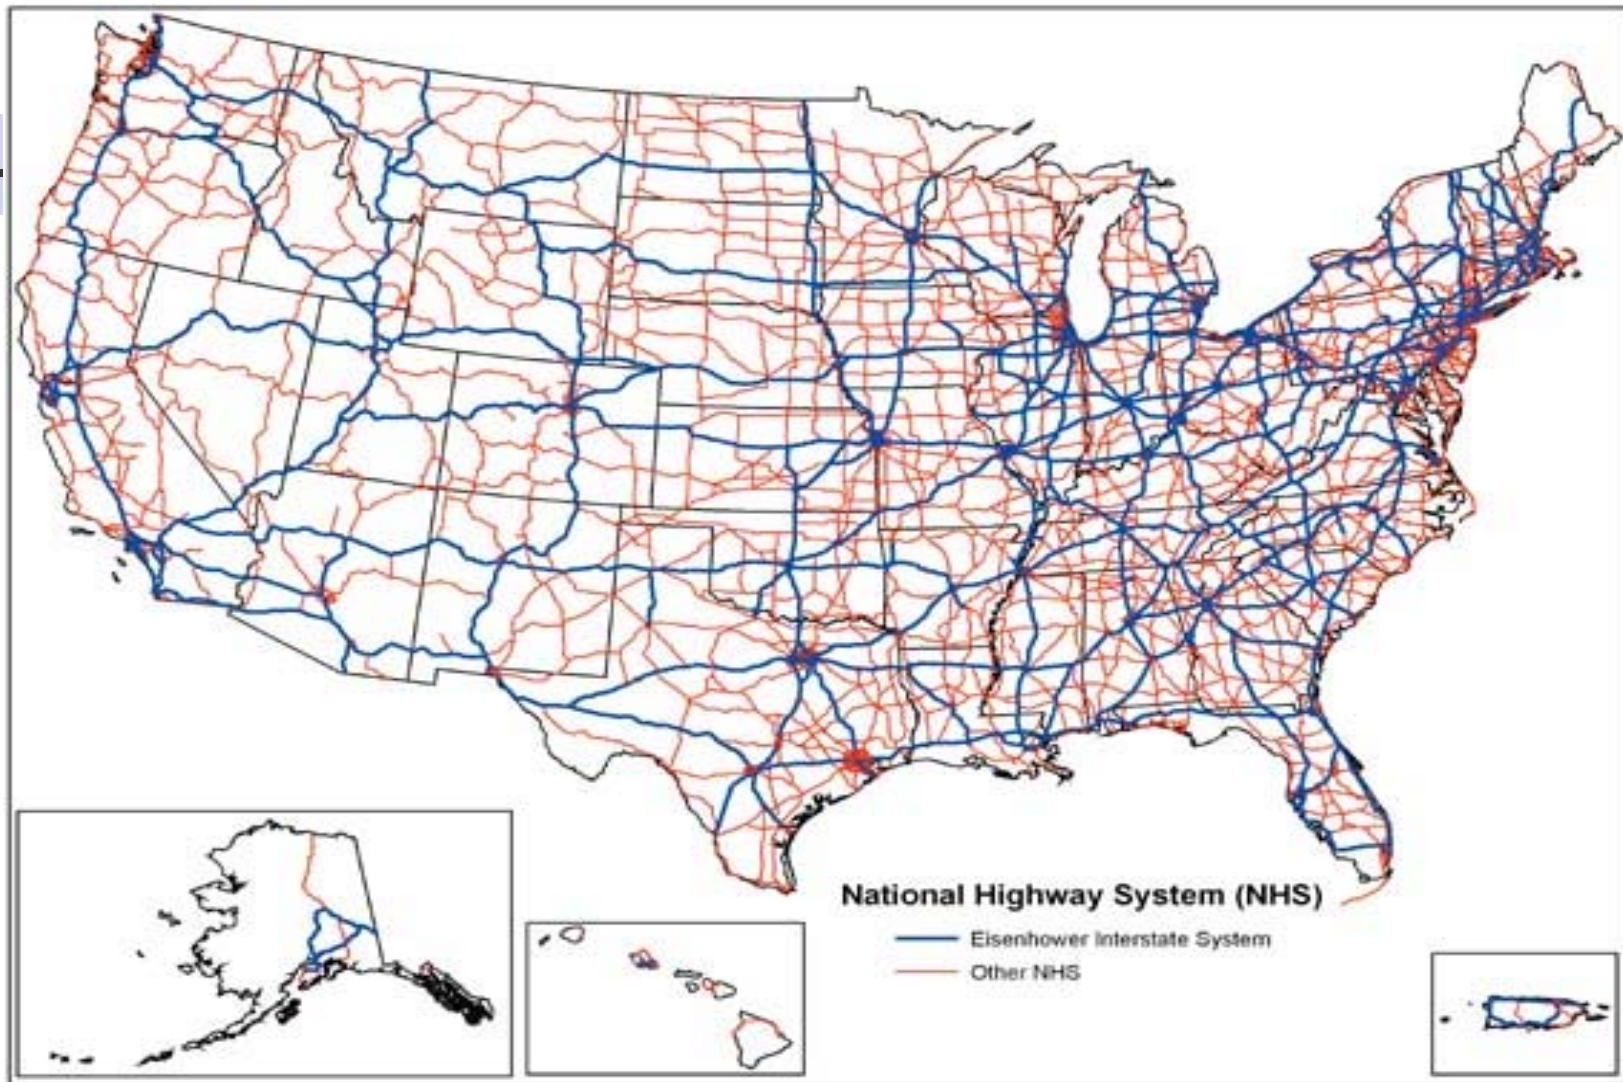 National Highway System (NHS)
Eisenhower Interstate System
Other NHS